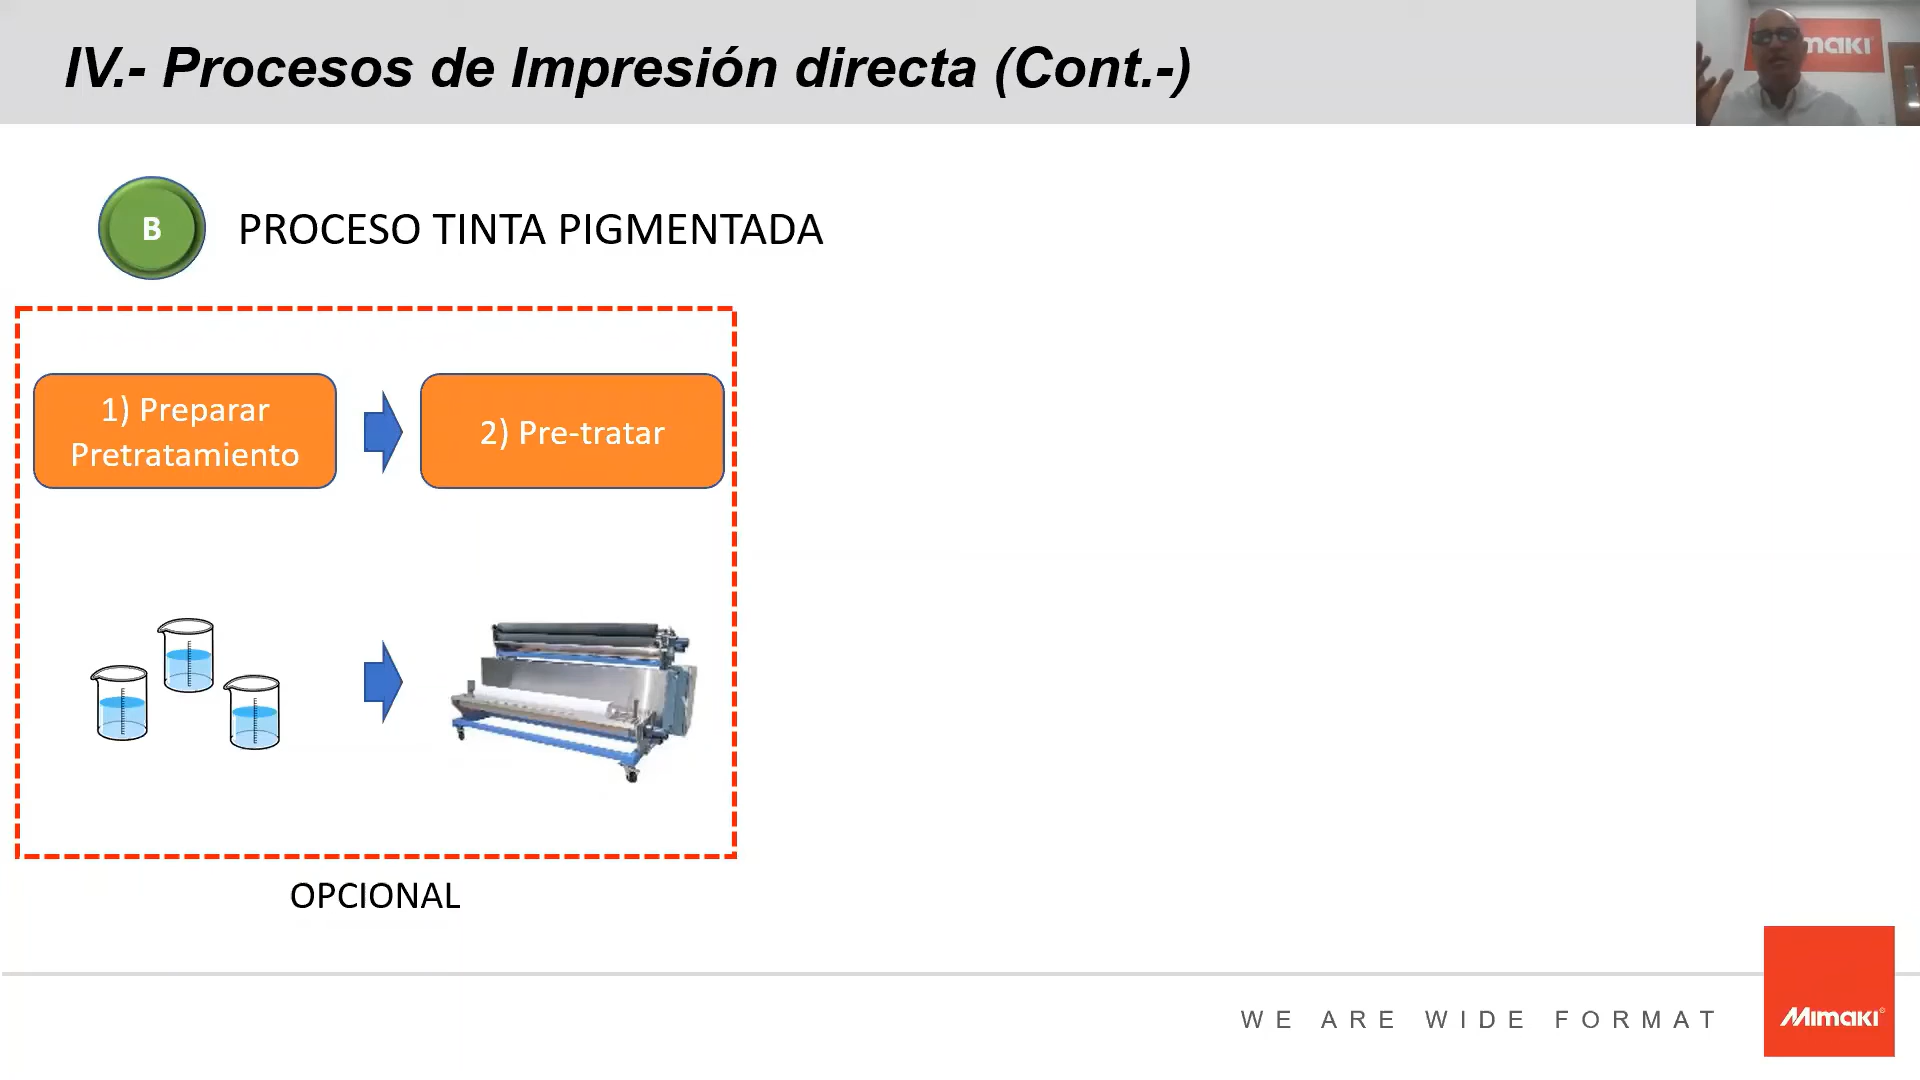 IV.- Procesos de Impresión directa (Cont.-)
maKI
B
PROCESO TINTA PIGMENTADA
1) Preparar
Pretratamiento
2) Pre-tratar
OPCIONAL
WE ARE WIDE FORMAT
MimaKI